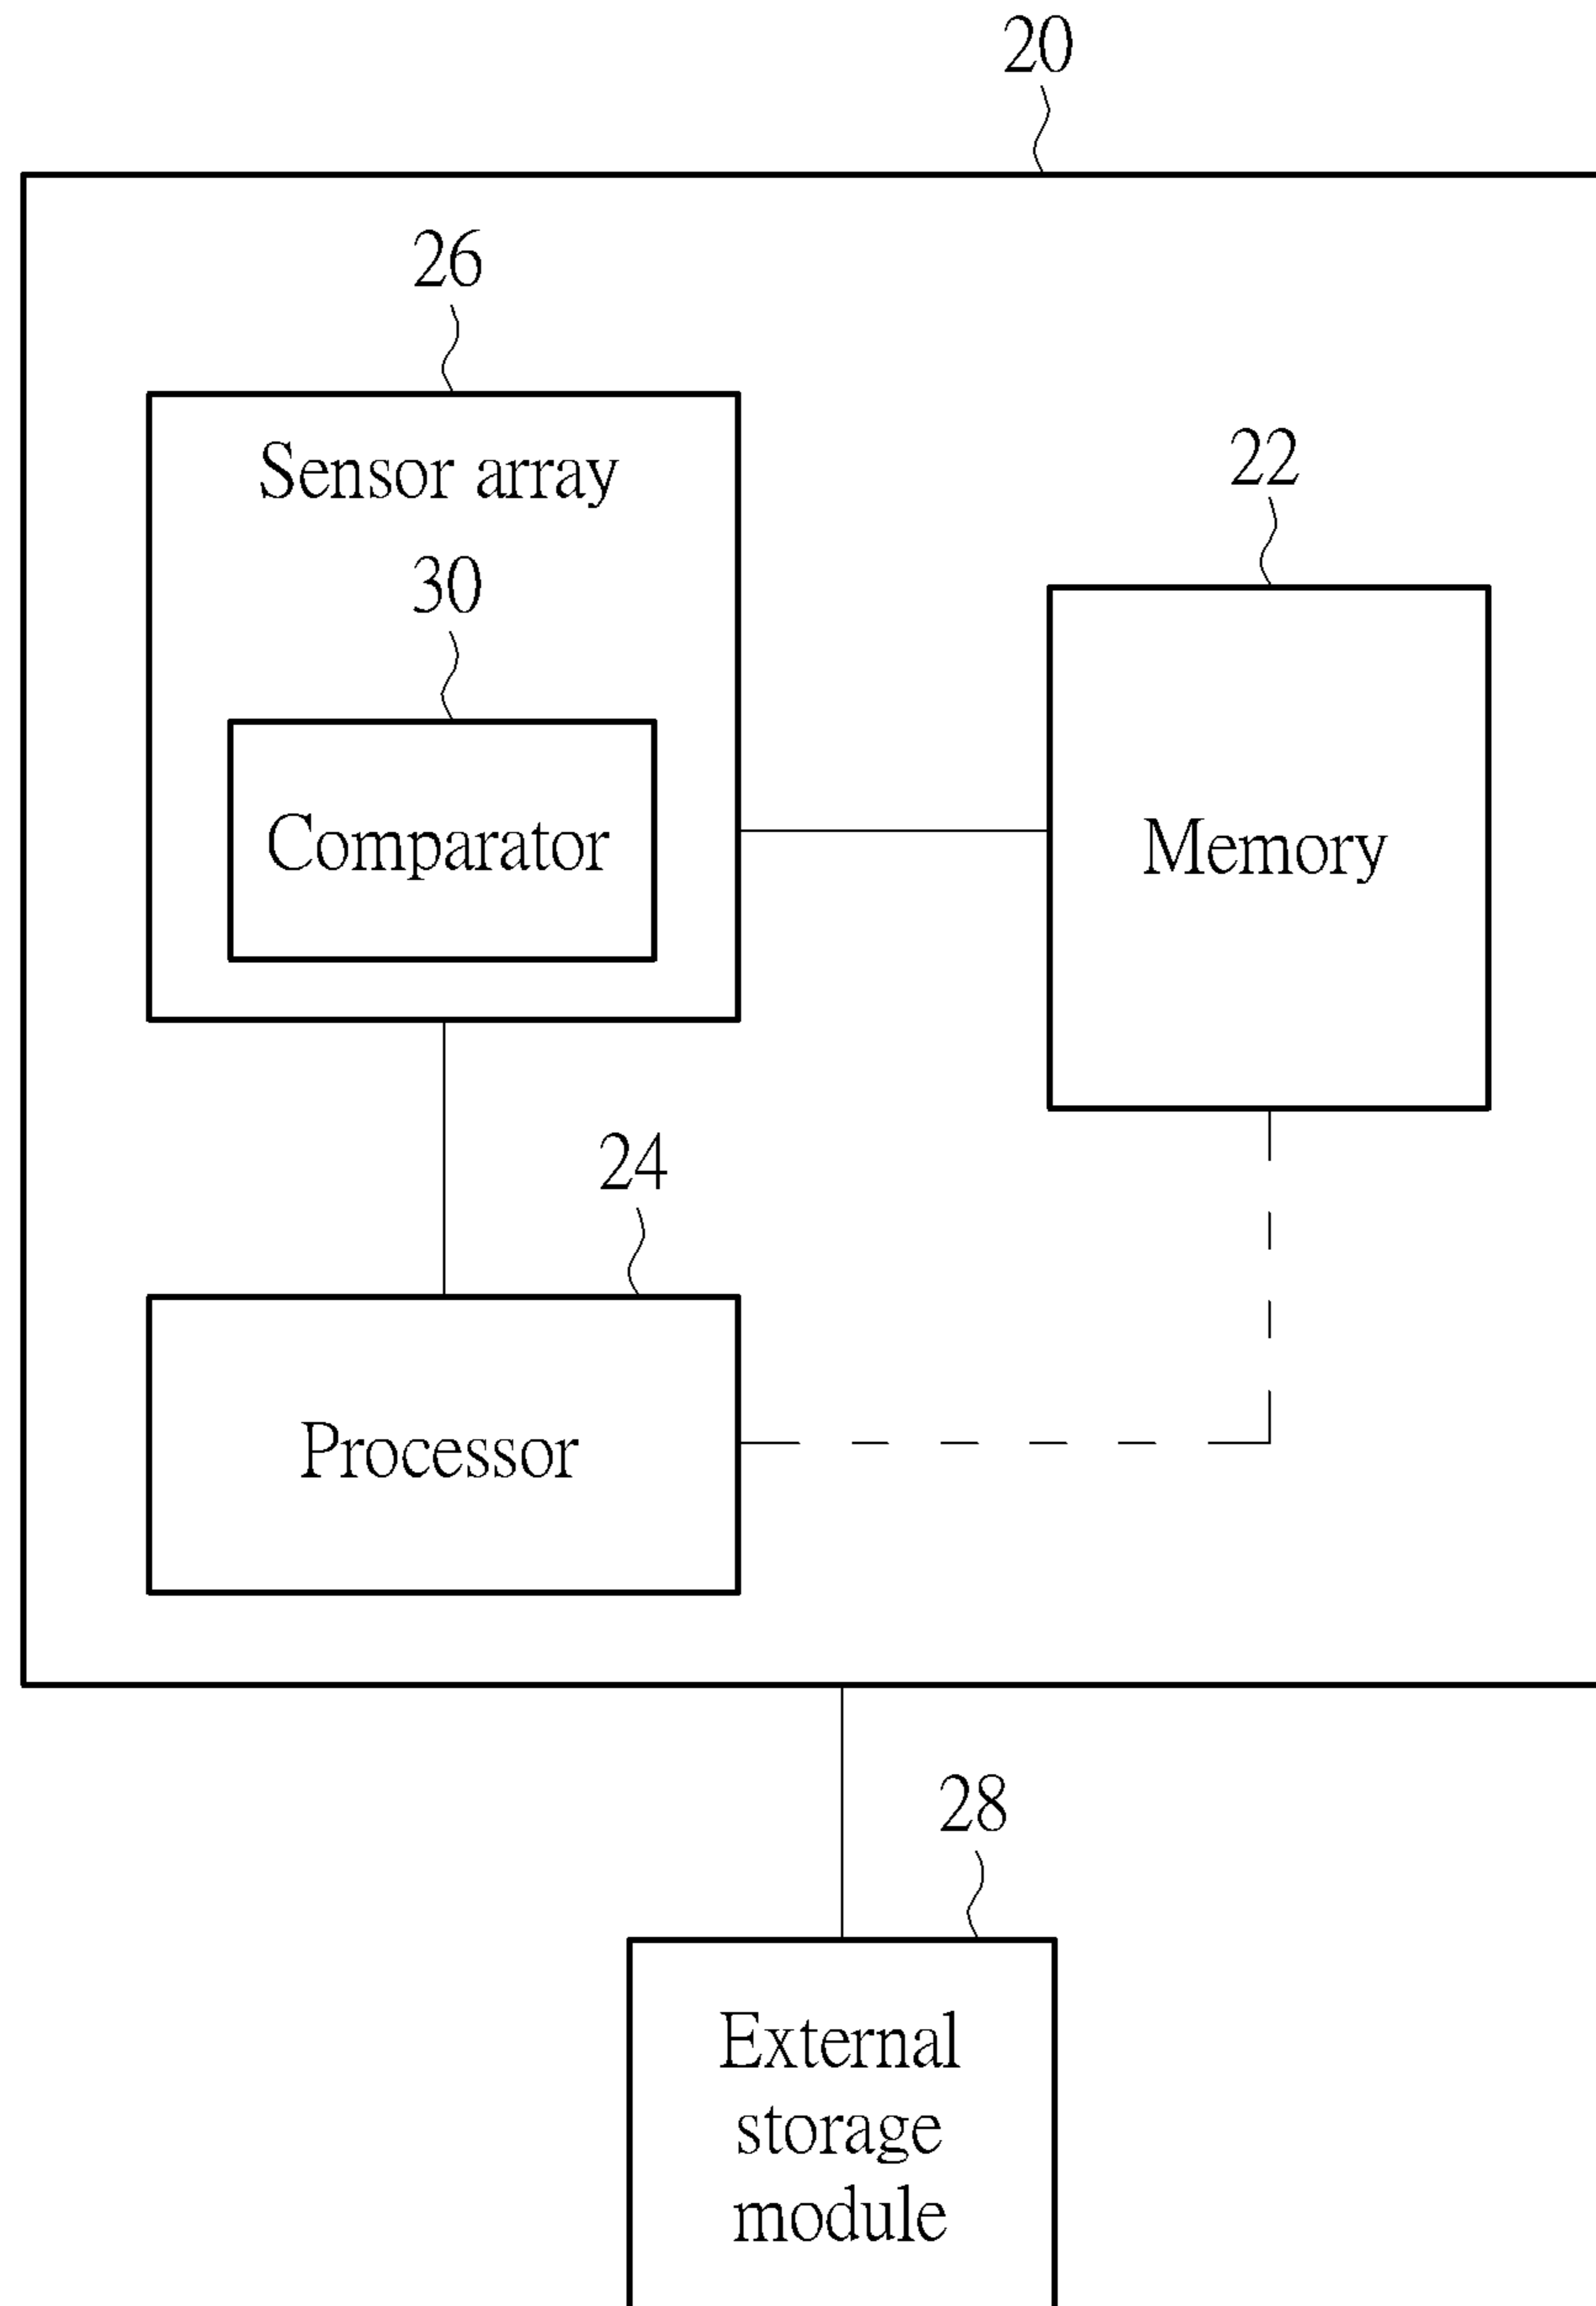 20
26
Sensor array
22
30
Comparator
Memory
24
Processor
28
External
storage
module